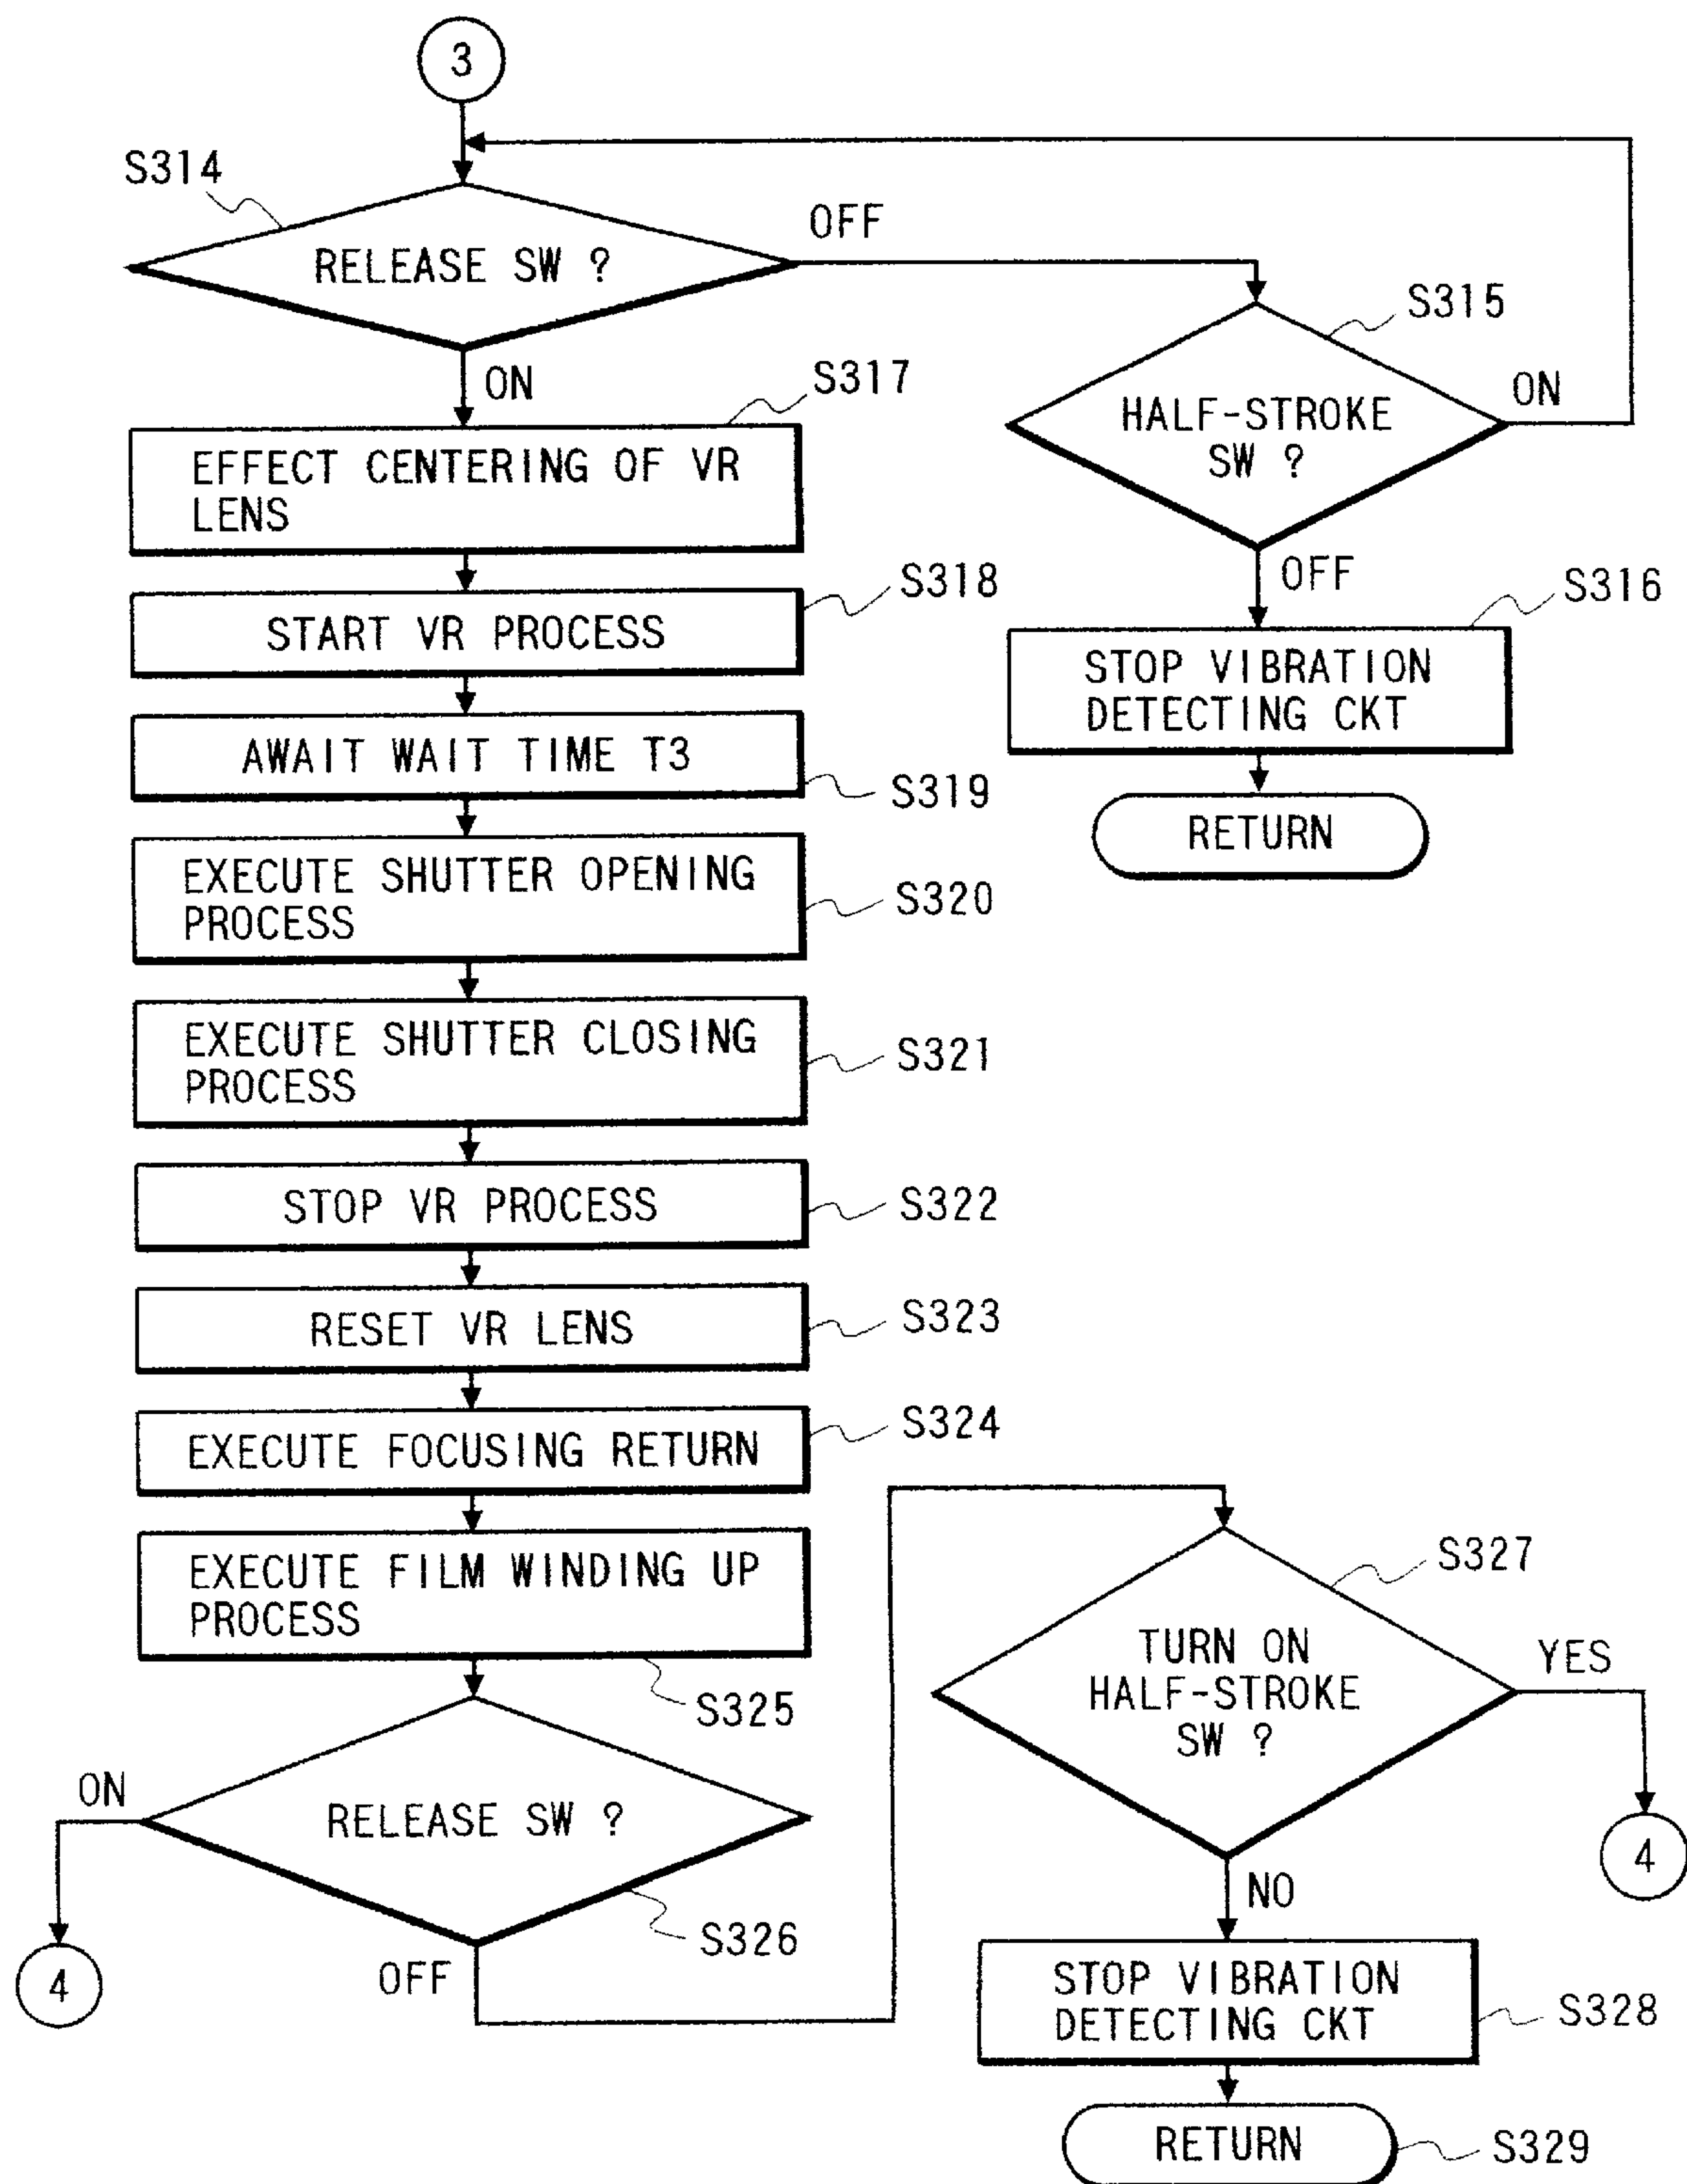 3
S314
RELEASE SW ?
OFF
ON
S315
HALF-STROKE
SW ?
ON
OFF
S316
STOP VIBRATION
DETECTING CKT
RETURN
S317
EFFECT CENTERING OF VR
LENS
S318
START VR PROCESS
AWAIT WAIT TIME T3
S319
EXECUTE SHUTTER OPENING
PROCESS
S320
EXECUTE SHUTTER CLOSING
PROCESS
S321
STOP VR PROCESS
S322
RESET VR LENS
S323
EXECUTE FOCUSING RETURN
S324
EXECUTE FILM WINDING UP
PROCESS
S325
RELEASE SW ?
S326
ON
4
OFF
S327
TURN ON
HALF-STROKE
SW ?
YES
4
NO
STOP VIBRATION
DETECTING CKT
S328
RETURN
S329